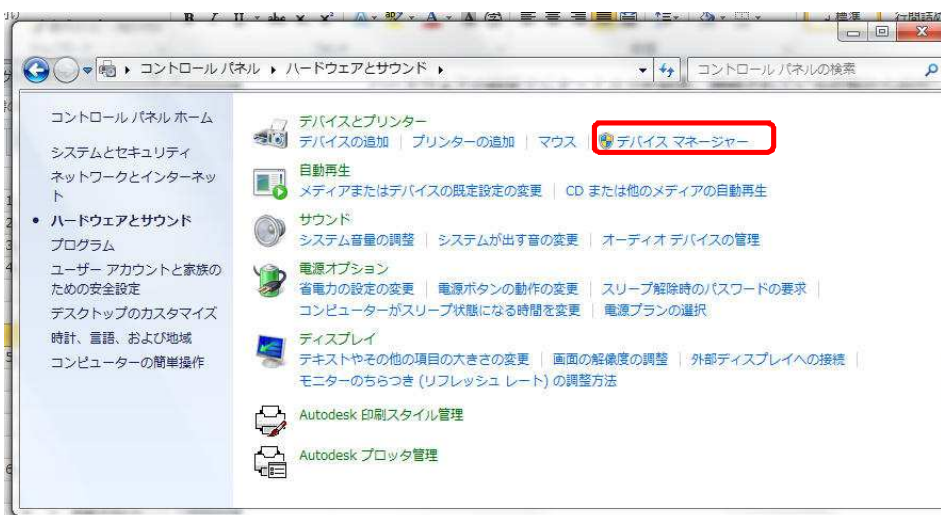 コントロール パネル ▸ ハードウェアとサウンド ▸
コントロール パネルの検索
コントロール パネル ホーム
システムとセキュリティ
ネットワークとインターネッ
ト
ハードウェアとサウンド
プログラム
ユーザー アカウントと家族の
ための安全設定
デスクトップのカスタマイズ
時計、言語、および地域
コンピューターの簡単操作
デバイスとプリンター
デバイスの追加 | プリンターの追加 | マウス | デバイス マネージャー
自動再生
メディアまたはデバイスの既定設定の変更 | CD または他のメディアの自動再生
サウンド
システム音量の調整 | システムが出す音の変更 | オーディオ デバイスの管理
電源オプション
省電力の設定の変更 | 電源ボタンの動作の変更 | スリープ解除時のパスワードの要求 |
コンピューターがスリープ状態になる時間を変更 | 電源プランの選択
ディスプレイ
テキストやその他の項目の大きさの変更 | 画面の解像度の調整 | 外部ディスプレイへの接続 |
モニターのちらつき (リフレッシュ レート) の調整方法
Autodesk 印刷スタイル管理
Autodesk プロッタ管理